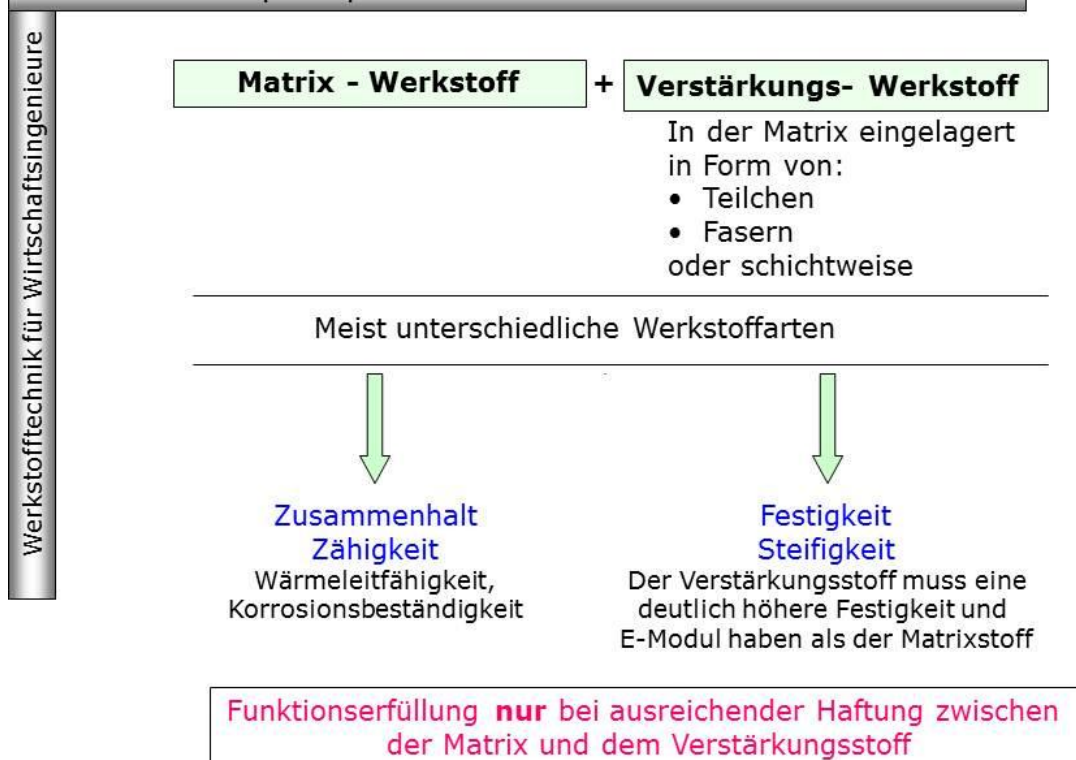 Werkstofftechnik für Wirtschaftsingenieure
Matrix - Werkstoff + Verstärkungs- Werkstoff
In der Matrix eingelagert
in Form von:
• Teilchen
• Fasern
oder schichtweise
Meist unterschiedliche Werkstoffarten
Zusammenhalt
Zähigkeit
Wärmeleitfähigkeit,
Korrosionsbeständigkeit
Festigkeit
Steifigkeit
Der Verstärkungsstoff muss eine
deutlich höhere Festigkeit und
E-Modul haben als der Matrixstoff
Funktionserfüllung nur bei ausreichender Haftung zwischen
der Matrix und dem Verstärkungsstoff